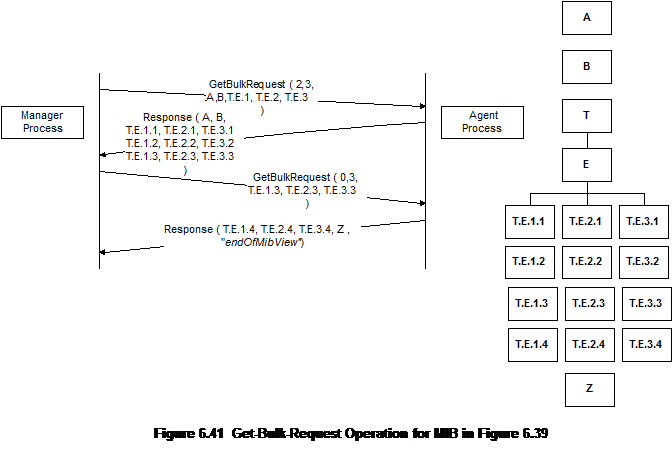 GetBulkRequest ( 2,3,
A,B,T.E.1, T.E.2, T.E.3
)
Manager
Process
Agent
Process
Response ( A, B,
T.E.1.1, T.E.2.1, T.E.3.1
T.E.1.2, T.E.2.2, T.E.3.2
T.E.1.3, T.E.2.3, T.E.3.3
)
GetBulkRequest ( 0,3,
T.E.1.3, T.E.2.3, T.E.3.3
)
Response ( T.E.1.4, T.E.2.4, T.E.3.4, Z ,
"endOfMibView")
A
B
T
E
T.E.1.1 T.E.2.1 T.E.3.1
T.E.1.2 T.E.2.2 T.E.3.2
T.E.1.3 T.E.2.3 T.E.3.3
T.E.1.4 T.E.2.4 T.E.3.4
Z
Figure 6.41 Get-Bulk-Request Operation for MIB in Figure 6.39